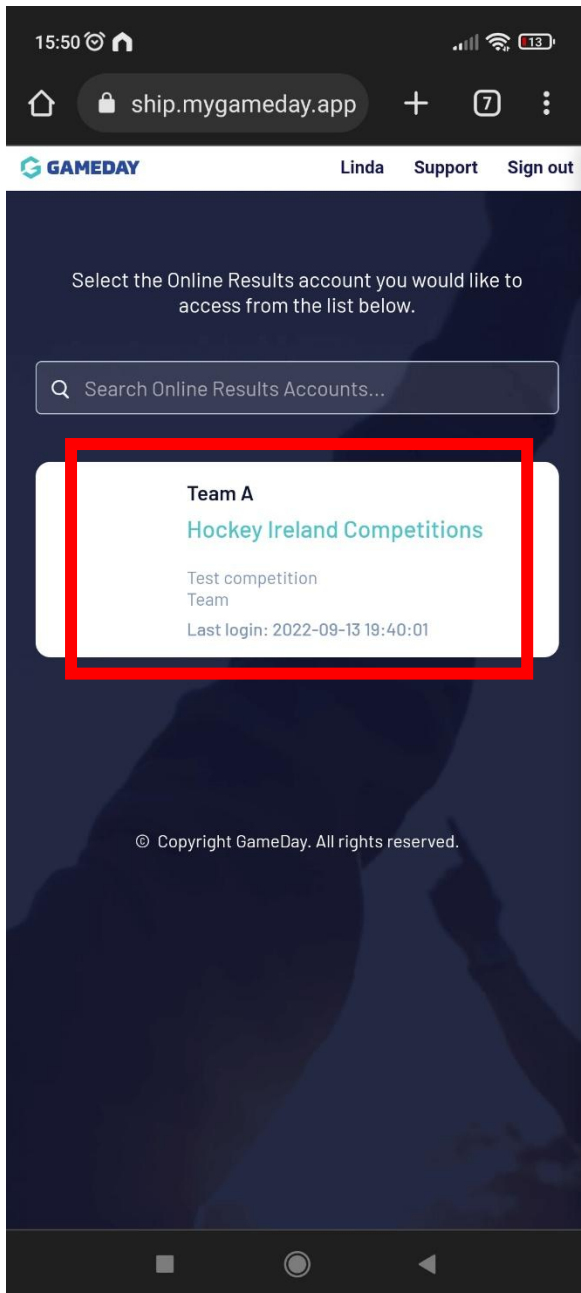 15:50 13
ship.mygameday.app 7
GAMEDAY Linda Support Sign out
Select the Online Results account you would like to
access from the list below.
Search Online Results Accounts...
Team A
Hockey Ireland Competitions
Test competition
Team
Last login: 2022-09-13 19:40:01
© Copyright GameDay. All rights reserved.